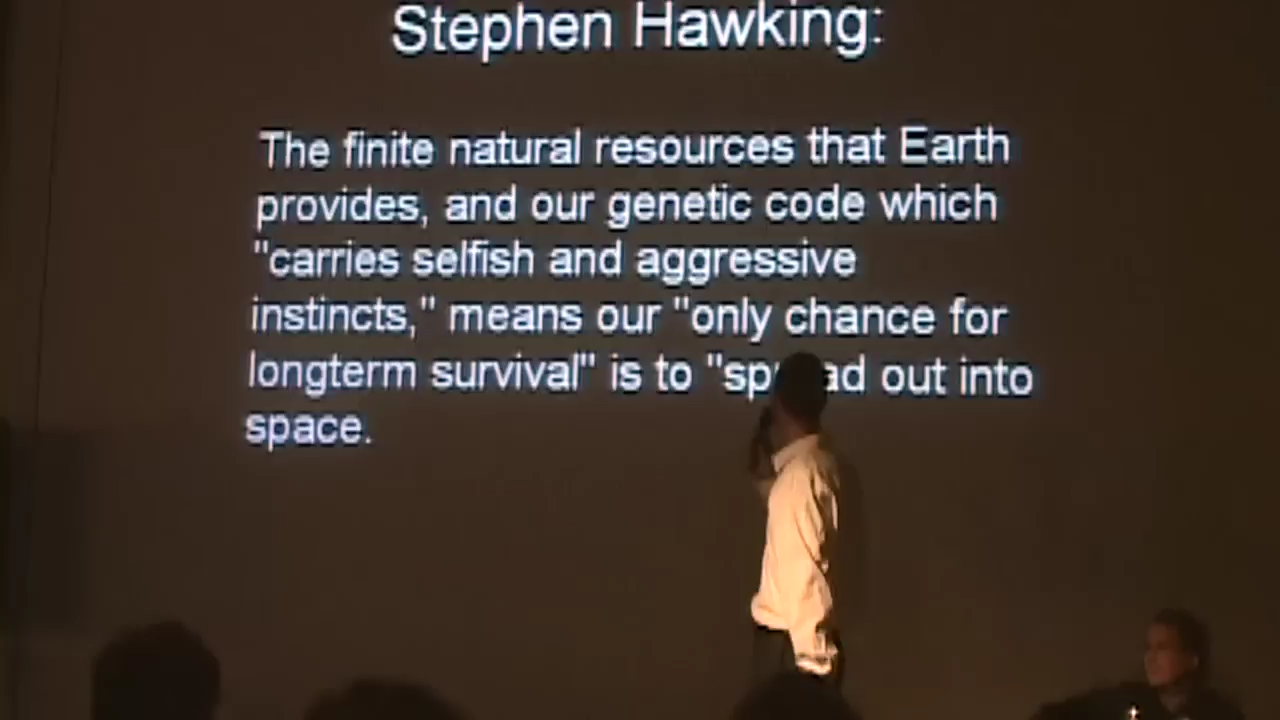 Stephen Hawking:
The finite natural resources that Earth
provides, and our genetic code which
"carries selfish and aggressive
instincts," means our "only chance for
longterm survival" is to "spread out into
space.